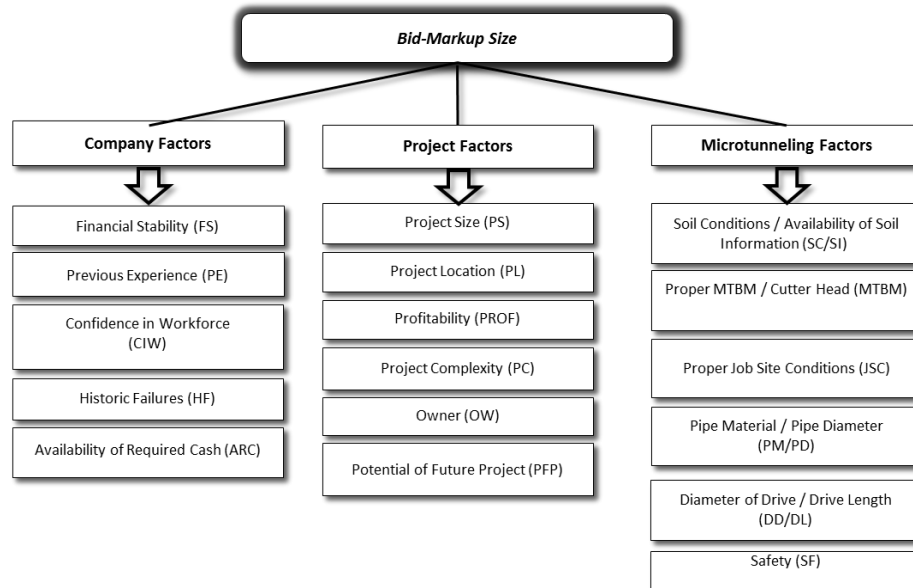 Bid-Markup Size
Company Factors
Financial Stability (FS)
Previous Experience (PE)
Confidence in Workforce
(CIW)
Historic Failures (HF)
Availability of Required Cash (ARC)
Project Factors
Project Size (PS)
Project Location (PL)
Profitability (PROF)
Project Complexity (PC)
Owner (OW)
Potential of Future Project (PFP)
Microtunneling Factors
Soil Conditions / Availability of Soil
Information (SC/SI)
Proper MTBM / Cutter Head (MTBM)
Proper Job Site Conditions (JSC)
Pipe Material / Pipe Diameter
(PM/PD)
Diameter of Drive / Drive Length
(DD/DL)
Safety (SF)